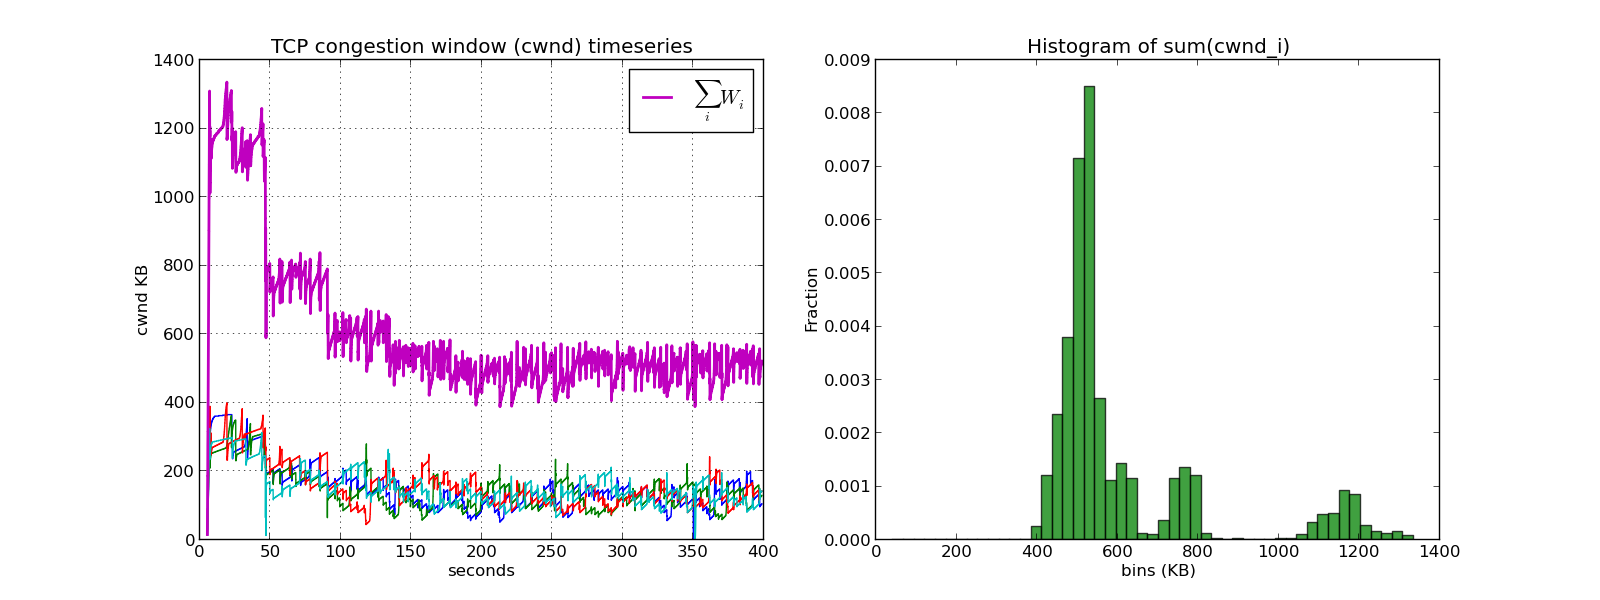 TCP congestion window (cwnd) timeseries
1400
1200
1000
800
600
400
200
0
cwnd KB
∑ W_i
i
0 50 100 150 200 250 300 350 400
seconds
Histogram of sum(cwnd_i)
0.009
0.008
0.007
0.006
0.005
0.004
0.003
0.002
0.001
0.000
Fraction
0 200 400 600 800 1000 1200 1400
bins (KB)